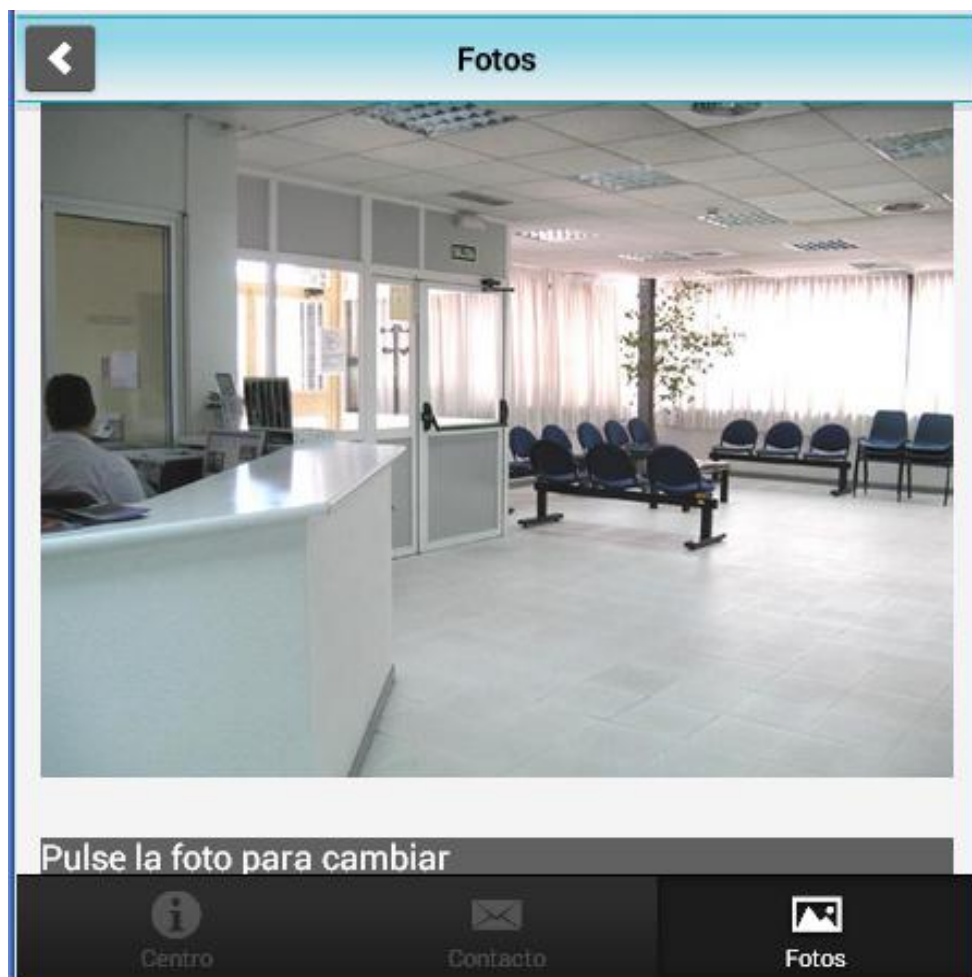 Fotos
Pulse la foto para cambiar
Centro
Contacto
Fotos